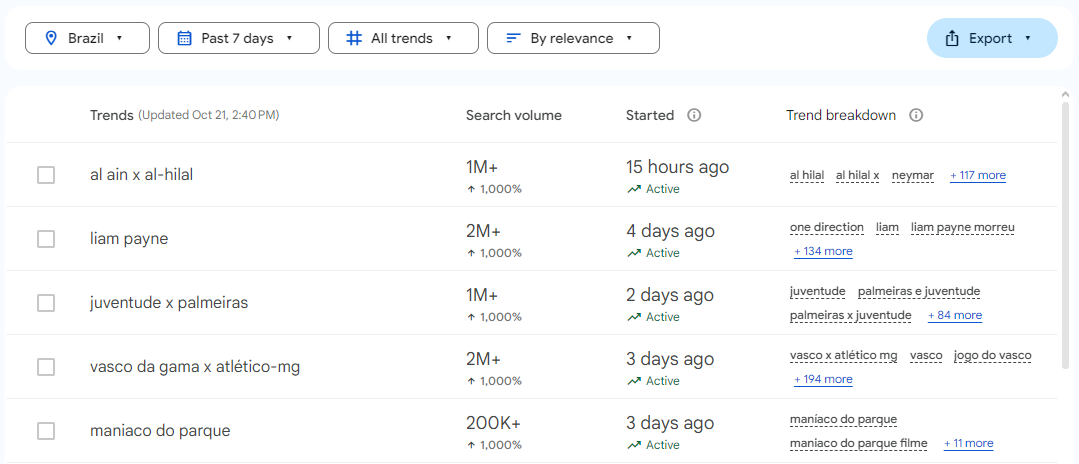 Brazil Past 7 days All trends By relevance Export
Trends (Updated Oct 21, 2:40 PM) Search volume Started Trend breakdown
al ain x al-hilal 1M+ 15 hours ago al hilal al hilal x neymar + 117 more
↑ 1,000% Active
liam payne 2M+ 4 days ago one direction liam liam payne morreu
↑ 1,000% Active + 134 more
juventude x palmeiras 1M+ 2 days ago juventude palmeiras e juventude
↑ 1,000% Active palmeiras x juventude + 84 more
vasco da gama x atlético-mg 2M+ 3 days ago vasco x atlético mg vasco jogo do vasco
↑ 1,000% Active + 194 more
maniaco do parque 200K+ 3 days ago maníaco do parque
↑ 1,000% Active maniaco do parque filme + 11 more